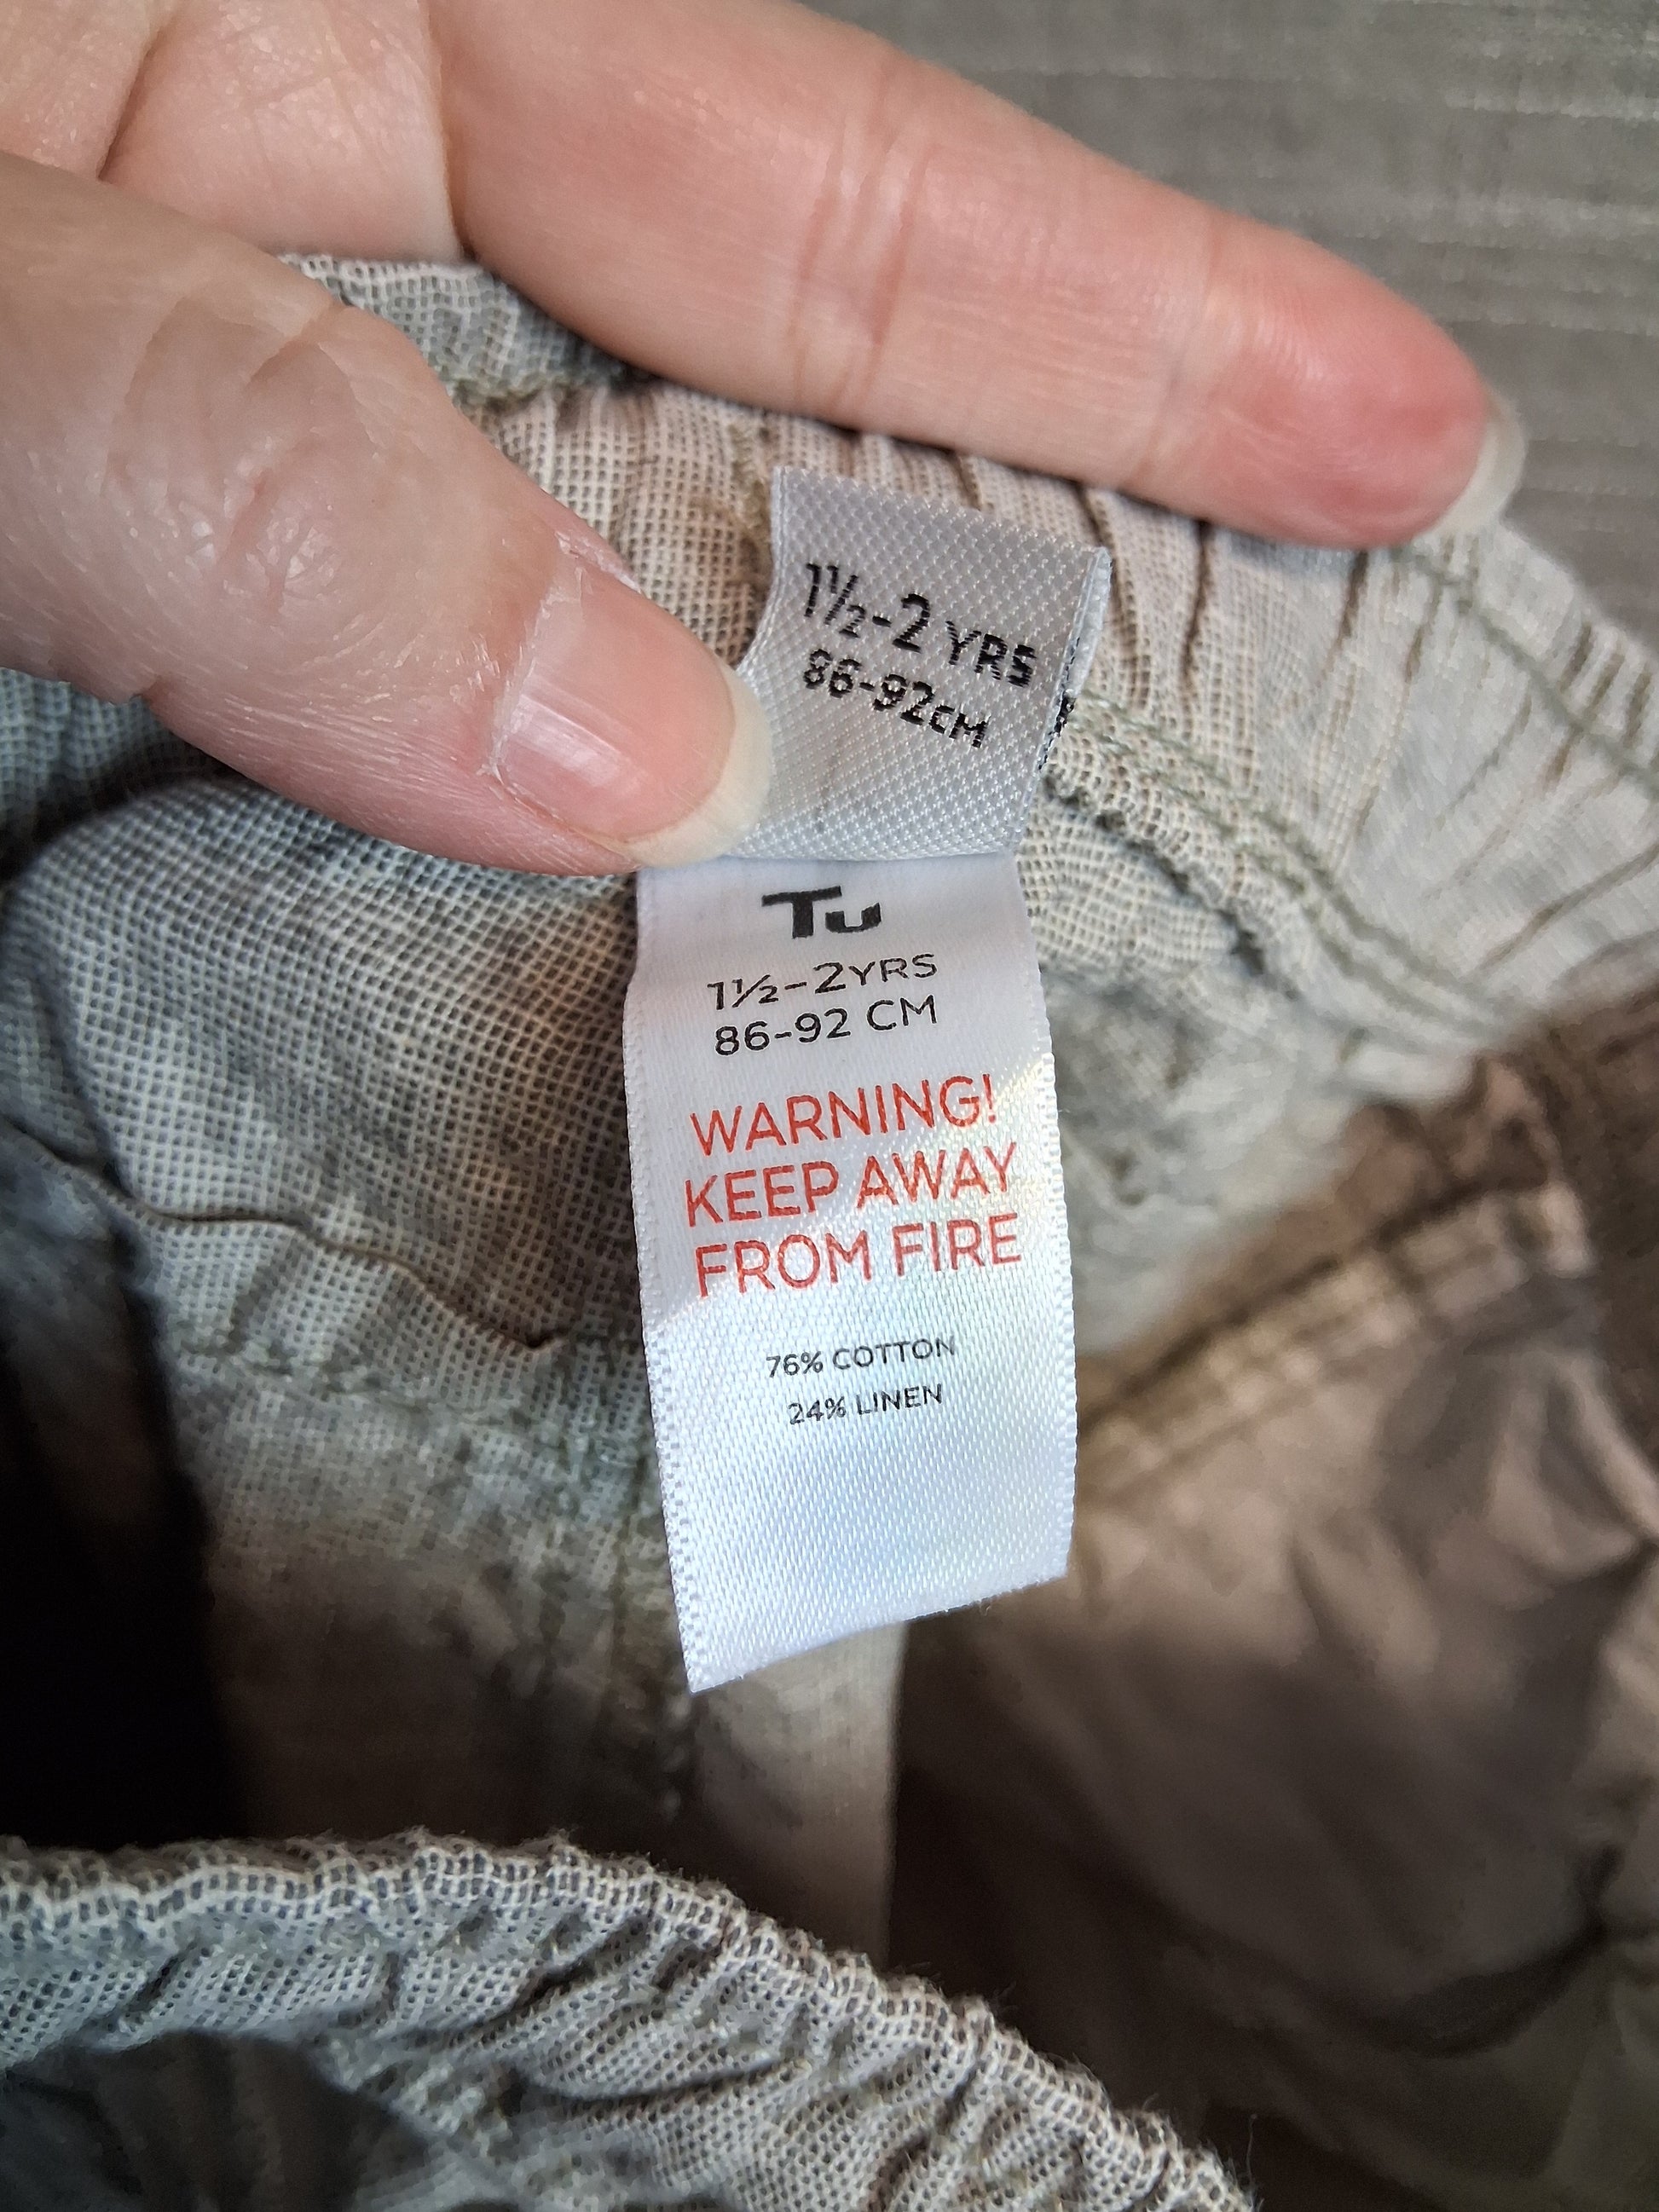 1½-2 YRS
86-92cM
Tu
1½-2YRS
86-92 CM
WARNING!
KEEP AWAY
FROM FIRE
76% COTTON
24% LINEN